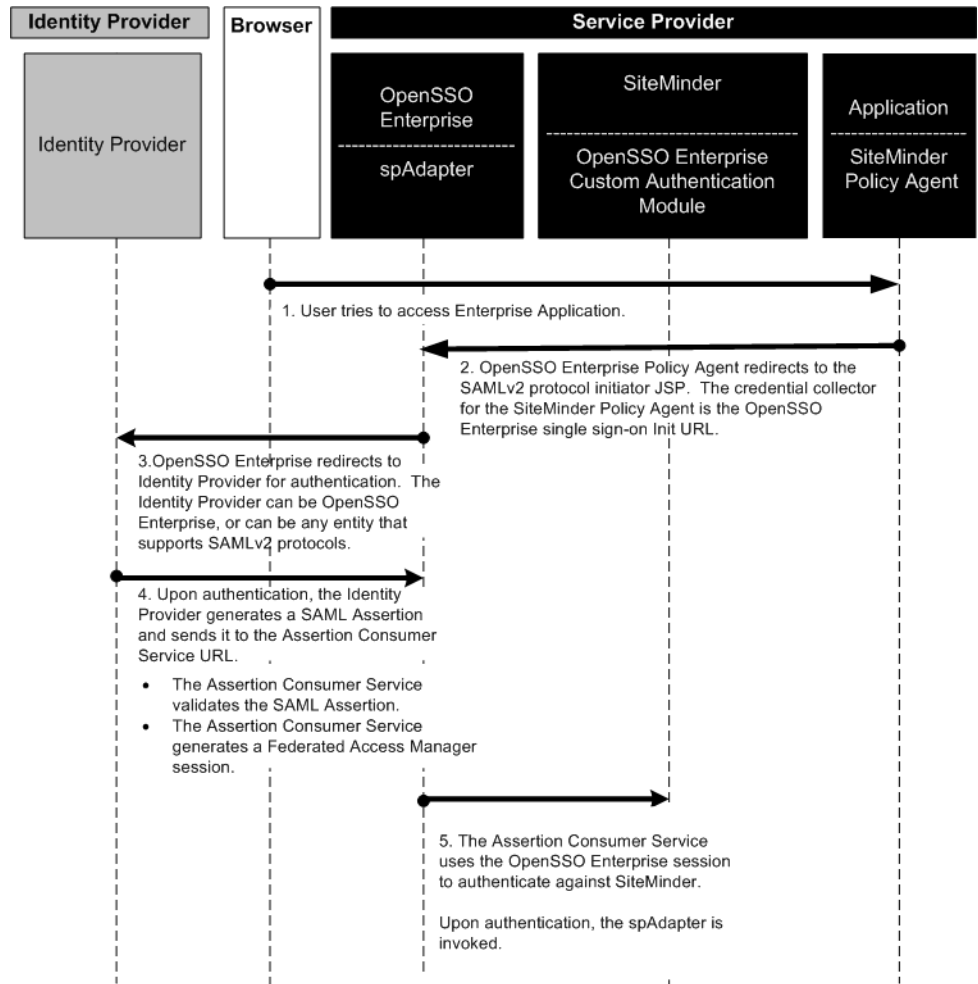 Identity Provider
Browser
Service Provider
Identity Provider
OpenSSO
Enterprise
spAdapter
SiteMinder
OpenSSO Enterprise
Custom Authentication
Module
Application
SiteMinder
Policy Agent
1. User tries to access Enterprise Application.
2. OpenSSO Enterprise Policy Agent redirects to the
SAMLv2 protocol initiator JSP. The credential collector
for the SiteMinder Policy Agent is the OpenSSO
Enterprise single sign-on Init URL.
3.OpenSSO Enterprise redirects to
Identity Provider for authentication. The
Identity Provider can be OpenSSO
Enterprise, or can be any entity that
supports SAMLv2 protocols.
4. Upon authentication, the Identity
Provider generates a SAML Assertion
and sends it to the Assertion Consumer
Service URL.
• The Assertion Consumer Service
validates the SAML Assertion.
• The Assertion Consumer Service
generates a Federated Access Manager
session.
5. The Assertion Consumer Service
uses the OpenSSO Enterprise session
to authenticate against SiteMinder.
Upon authentication, the spAdapter is
invoked.